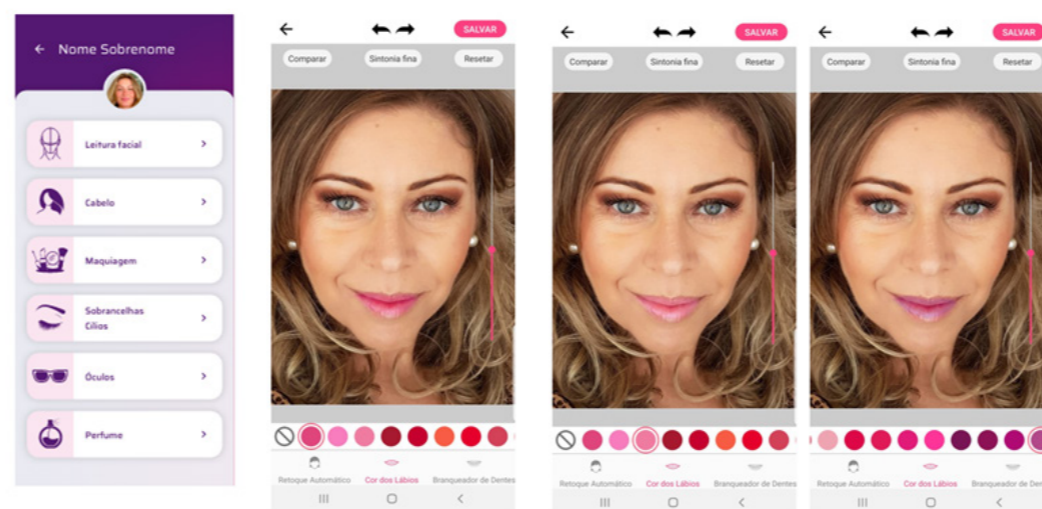 ← Nome Sobrenome
Leitura facial
Cabelo
Maquiagem
Sobrancelhas
Cílios
Óculos
Perfume
SALVAR
Comparar
Sintonia fina
Resetar
Retoque Automático
Cor dos Lábios
Branqueador de Dentes
SALVAR
Comparar
Sintonia fina
Resetar
Retoque Automático
Cor dos Lábios
Branqueador de Dentes
SALVAR
Comparar
Sintonia fina
Resetar
Retoque Automático
Cor dos Lábios
Branqueador de Den